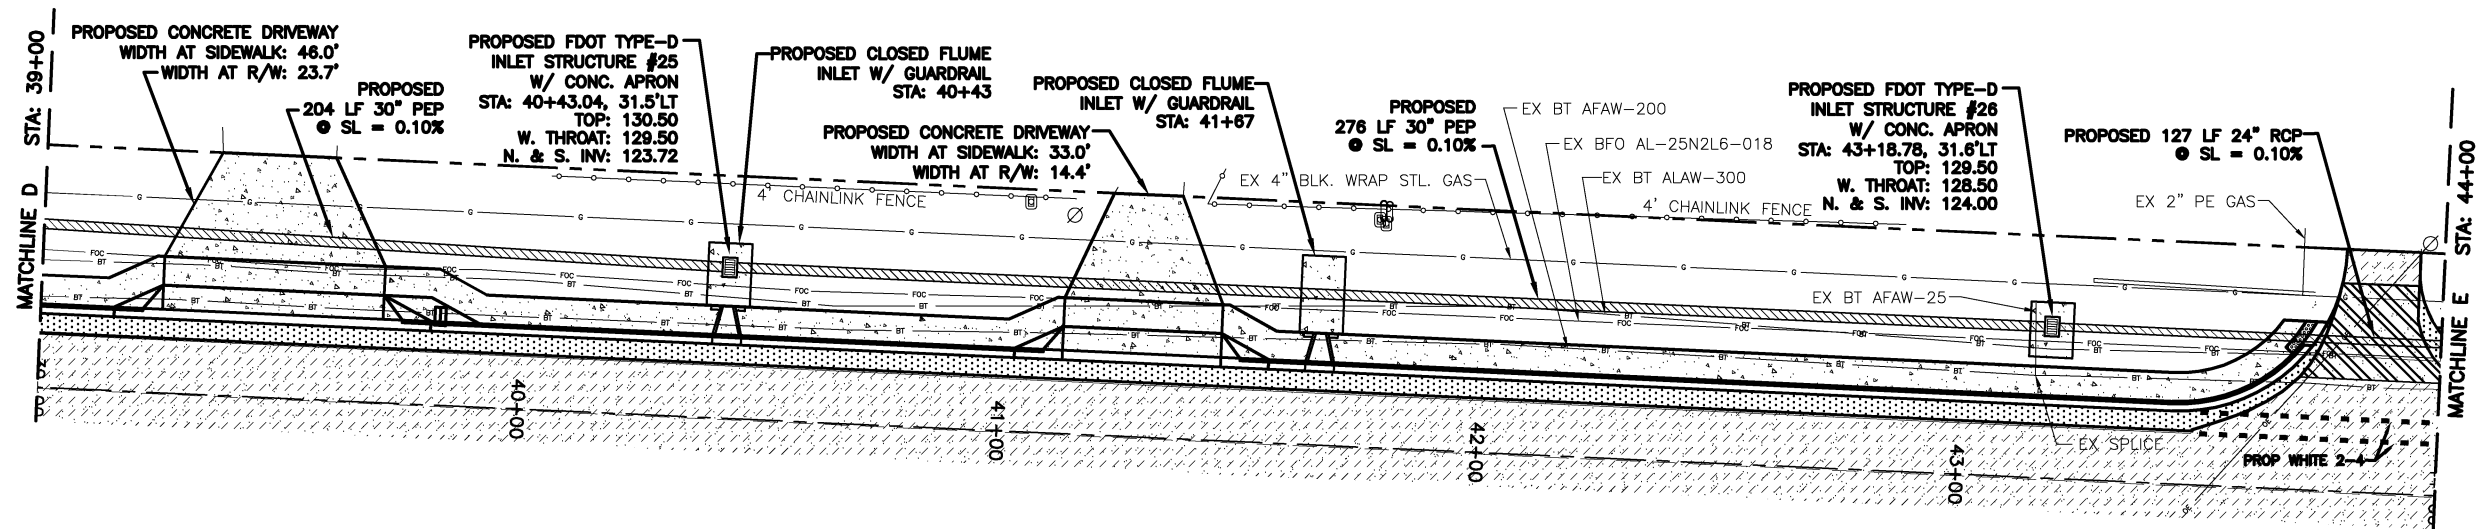 MATCHLINE D STA: 39+00
PROPOSED CONCRETE DRIVEWAY
WIDTH AT SIDEWALK: 46.0'
WIDTH AT R/W: 23.7'
PROPOSED
204 LF 30" PEP
@ SL = 0.10%
PROPOSED FDOT TYPE-D
INLET STRUCTURE #25
W/ CONC. APRON
STA: 40+43.04, 31.5'LT
TOP: 130.50
W. THROAT: 129.50
N. & S. INV: 123.72
PROPOSED CLOSED FLUME
INLET W/ GUARDRAIL
STA: 40+43
PROPOSED CLOSED FLUME
INLET W/ GUARDRAIL
STA: 41+67
PROPOSED CONCRETE DRIVEWAY
WIDTH AT SIDEWALK: 33.0'
WIDTH AT R/W: 14.4'
PROPOSED
276 LF 30" PEP
@ SL = 0.10%
EX BT AFAW-200
EX BFO AL-25N2L6-018
EX BT ALAW-300
EX 4" BLK. WRAP STL. GAS
4' CHAINLINK FENCE
4' CHAINLINK FENCE
PROPOSED FDOT TYPE-D
INLET STRUCTURE #26
W/ CONC. APRON
STA: 43+18.78, 31.6'LT
TOP: 129.50
W. THROAT: 128.50
N. & S. INV: 124.00
PROPOSED 127 LF 24" RCP
@ SL = 0.10%
EX 2" PE GAS
EX BT AFAW-25
EX SPLICE
PROP WHITE 2-4
40+00
41+00
42+00
43+00
MATCHLINE E STA: 44+00